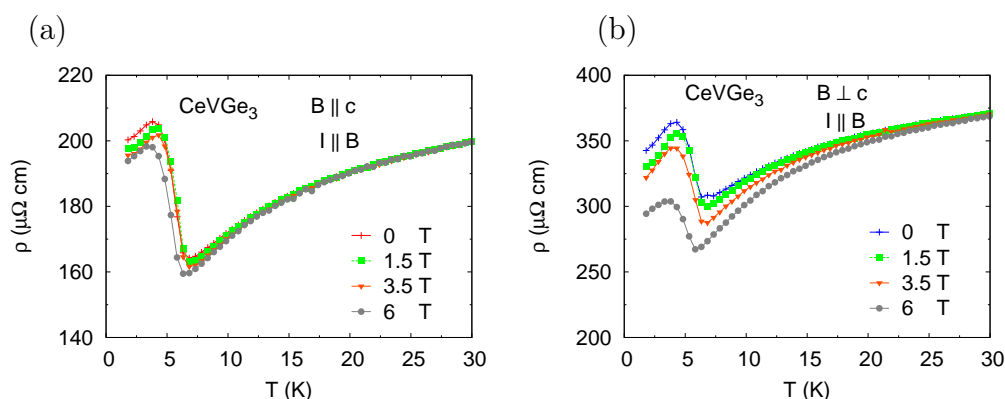 (a)
220
200
180
160
140
ρ (μΩ cm)
CeVGe3
B ∥ c
I ∥ B
0 T
1.5 T
3.5 T
6 T
0 5 10 15 20 25 30
T (K)
(b)
400
350
300
250
200
ρ (μΩ cm)
CeVGe3
B ⊥ c
I ∥ B
0 T
1.5 T
3.5 T
6 T
0 5 10 15 20 25 30
T (K)